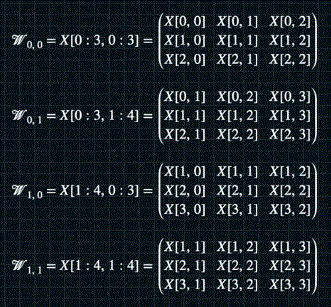 𝒲0,0 = X[0 : 3, 0 : 3] = (X[0, 0] X[0, 1] X[0, 2]
X[1, 0] X[1, 1] X[1, 2]
X[2, 0] X[2, 1] X[2, 2])
𝒲0,1 = X[0 : 3, 1 : 4] = (X[0, 1] X[0, 2] X[0, 3]
X[1, 1] X[1, 2] X[1, 3]
X[2, 1] X[2, 2] X[2, 3])
𝒲1,0 = X[1 : 4, 0 : 3] = (X[1, 0] X[1, 1] X[1, 2]
X[2, 0] X[2, 1] X[2, 2]
X[3, 0] X[3, 1] X[3, 2])
𝒲1,1 = X[1 : 4, 1 : 4] = (X[1, 1] X[1, 2] X[1, 3]
X[2, 1] X[2, 2] X[2, 3]
X[3, 1] X[3, 2] X[3, 3])